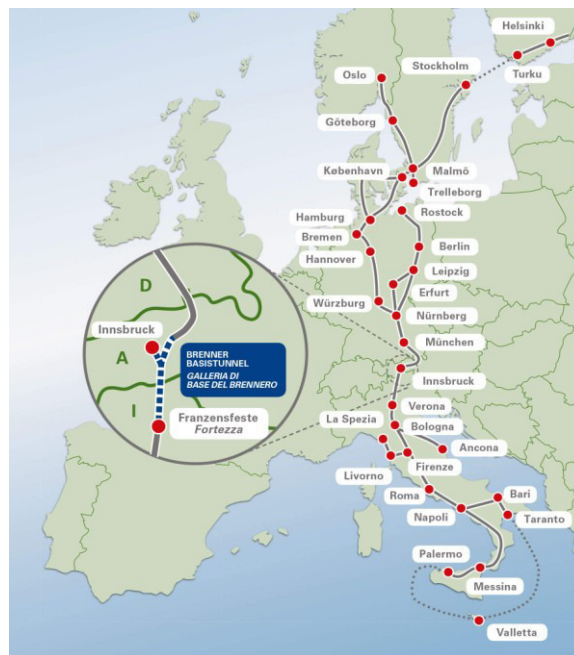 Helsinki
Stockholm
Turku
Oslo
Göteborg
København
Malmö
Trelleborg
Hamburg
Rostock
Bremen
Berlin
Hannover
Leipzig
Erfurt
Würzburg
Nürnberg
München
D
Innsbruck
A
BRENNER
BASISTUNNEL
GALLERIA DI
BASE DEL BRENNERO
I
Franzensfeste
Fortezza
Innsbruck
Verona
La Spezia
Bologna
Ancona
Livorno
Firenze
Roma
Bari
Napoli
Taranto
Palermo
Messina
Valletta